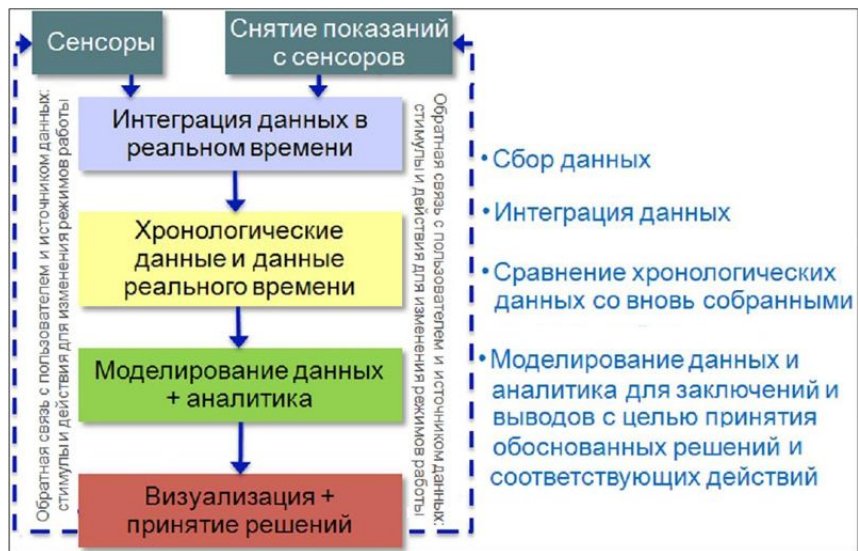 Сенсоры
Снятие показаний
с сенсоров
Обратная связь с пользователем и источником данных:
стимулы и действия для изменения режимов работы
Интеграция данных в
реальном времени
Хронологические
данные и данные
реального времени
Моделирование данных
+ аналитика
Визуализация +
принятие решений
Обратная связь с пользователем и источником данных:
стимулы и действия для изменения режимов работы
• Сбор данных
• Интеграция данных
• Сравнение хронологических
данных со вновь собранными
• Моделирование данных и
аналитика для заключений и
выводов с целью принятия
обоснованных решений и
соответствующих действий